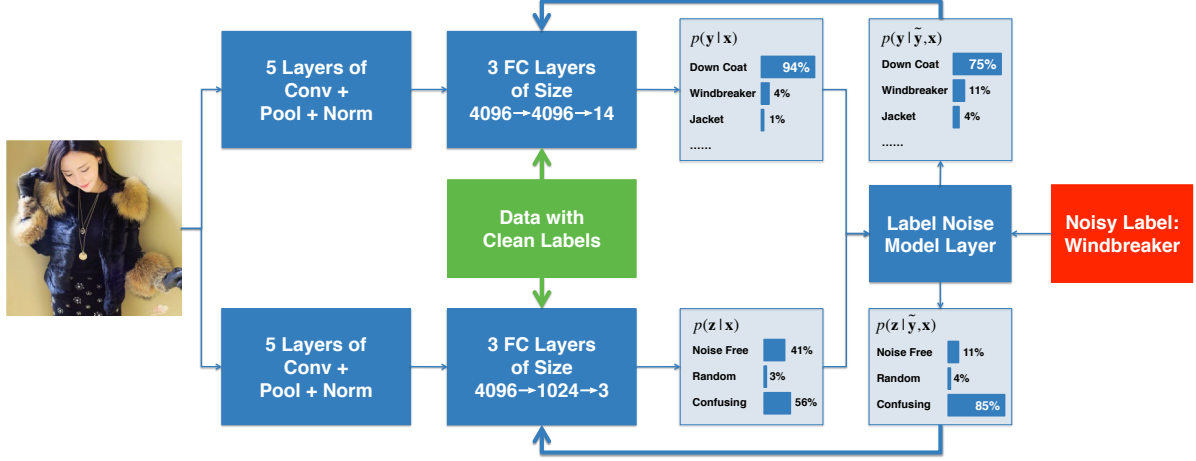 5 Layers of
Conv +
Pool + Norm
3 FC Layers
of Size
4096→4096→14
p(y|x)
Down Coat 94%
Windbreaker 4%
Jacket 1%
......
p(y|ỹ,x)
Down Coat 75%
Windbreaker 11%
Jacket 4%
......
Data with
Clean Labels
Label Noise
Model Layer
Noisy Label:
Windbreaker
5 Layers of
Conv +
Pool + Norm
3 FC Layers
of Size
4096→1024→3
p(z|x)
Noise Free 41%
Random 3%
Confusing 56%
p(z|ỹ,x)
Noise Free 11%
Random 4%
Confusing 85%